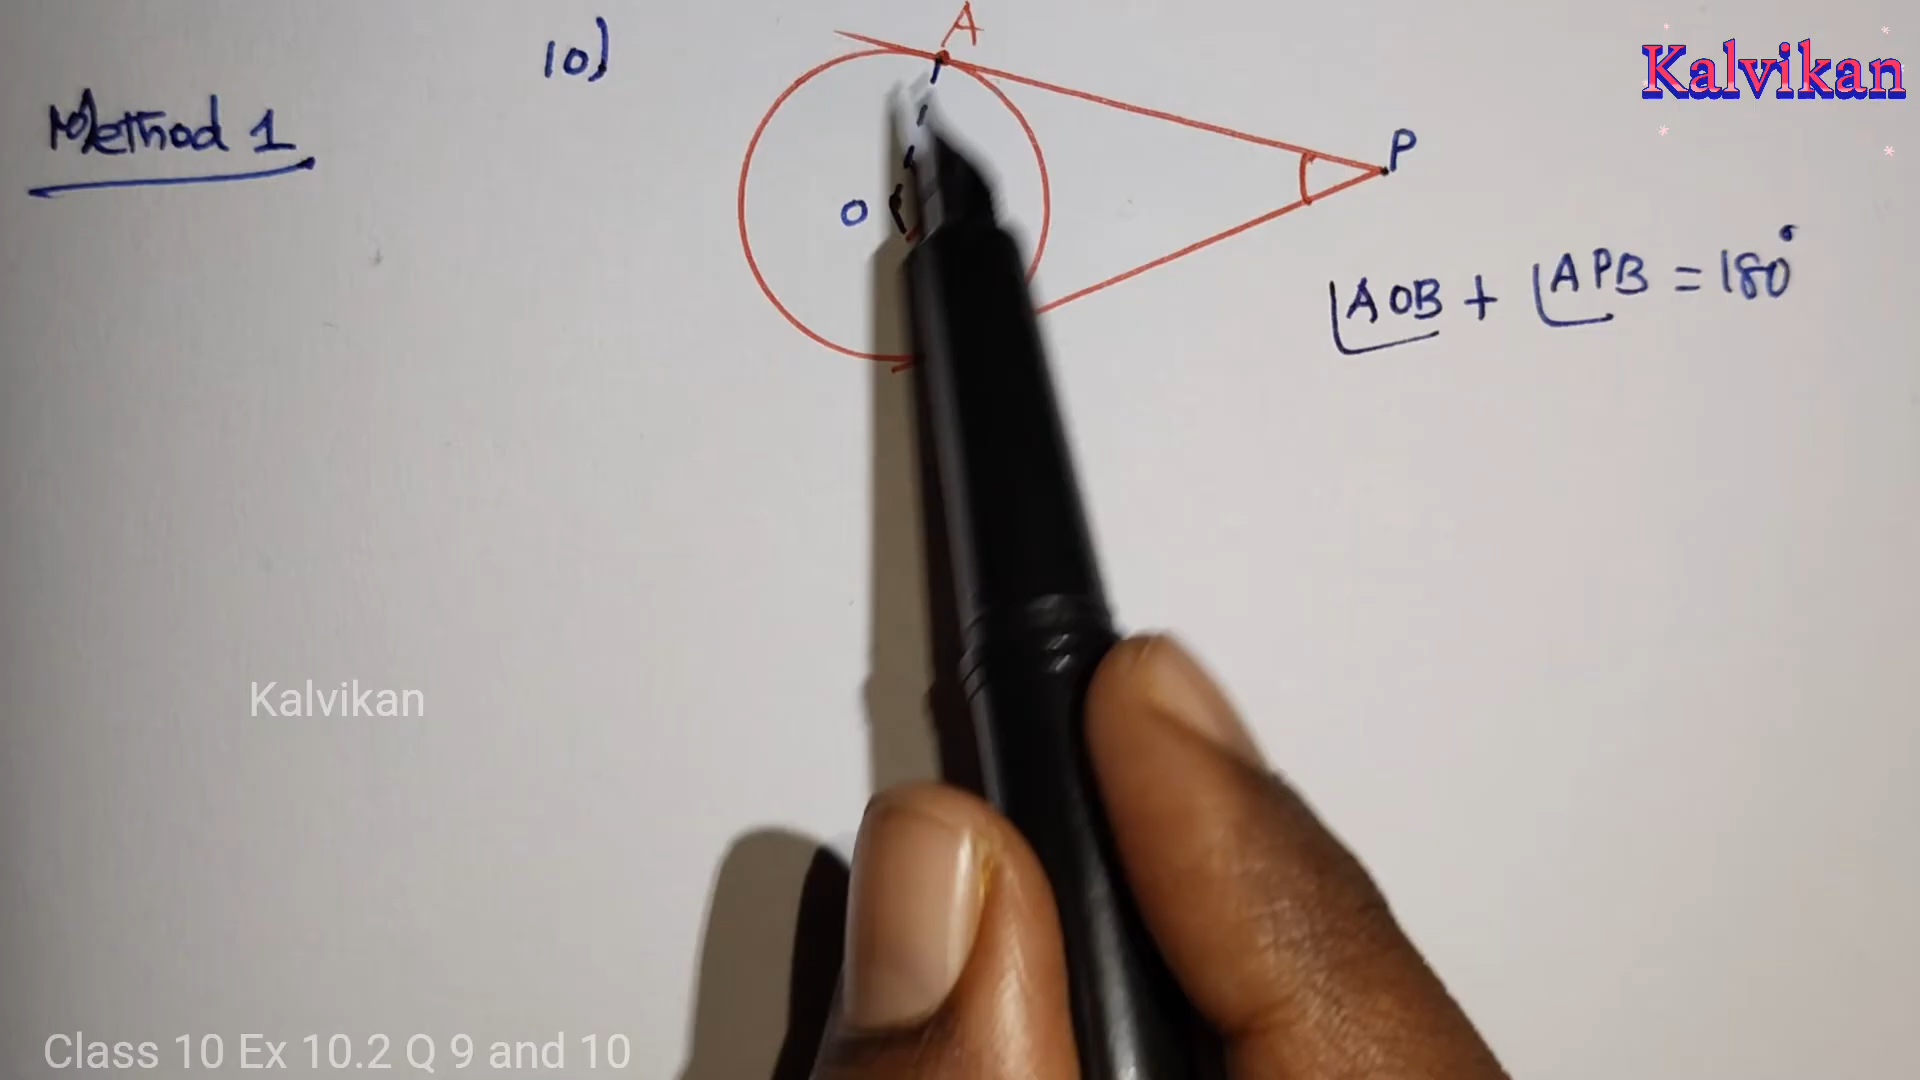 Method 1
10)
A
O
P
∠AOB + ∠APB = 180°
Kalvikan
Kalvikan
Class 10 Ex 10.2 Q 9 and 10